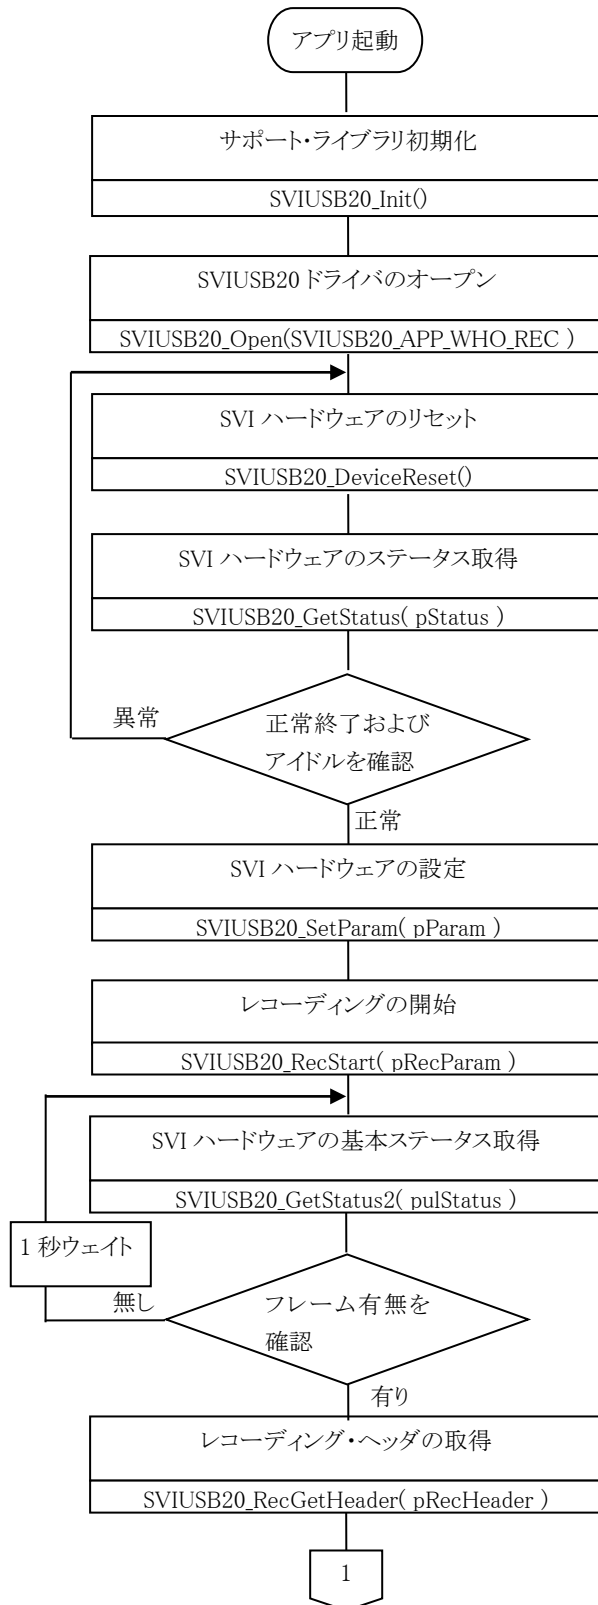 アプリ起動
サポート・ライブラリ初期化
SVIUSB20_Init()
SVIUSB20 ドライバのオープン
SVIUSB20_Open(SVIUSB20_APP_WHO_REC )
SVI ハードウェアのリセット
SVIUSB20_DeviceReset()
SVI ハードウェアのステータス取得
SVIUSB20_GetStatus( pStatus )
異常
正常終了および
アイドルを確認
正常
SVI ハードウェアの設定
SVIUSB20_SetParam( pParam )
レコーディングの開始
SVIUSB20_RecStart( pRecParam )
SVI ハードウェアの基本ステータス取得
SVIUSB20_GetStatus2( pulStatus )
1 秒ウェイト
無し
フレーム有無を
確認
有り
レコーディング・ヘッダの取得
SVIUSB20_RecGetHeader( pRecHeader )
1